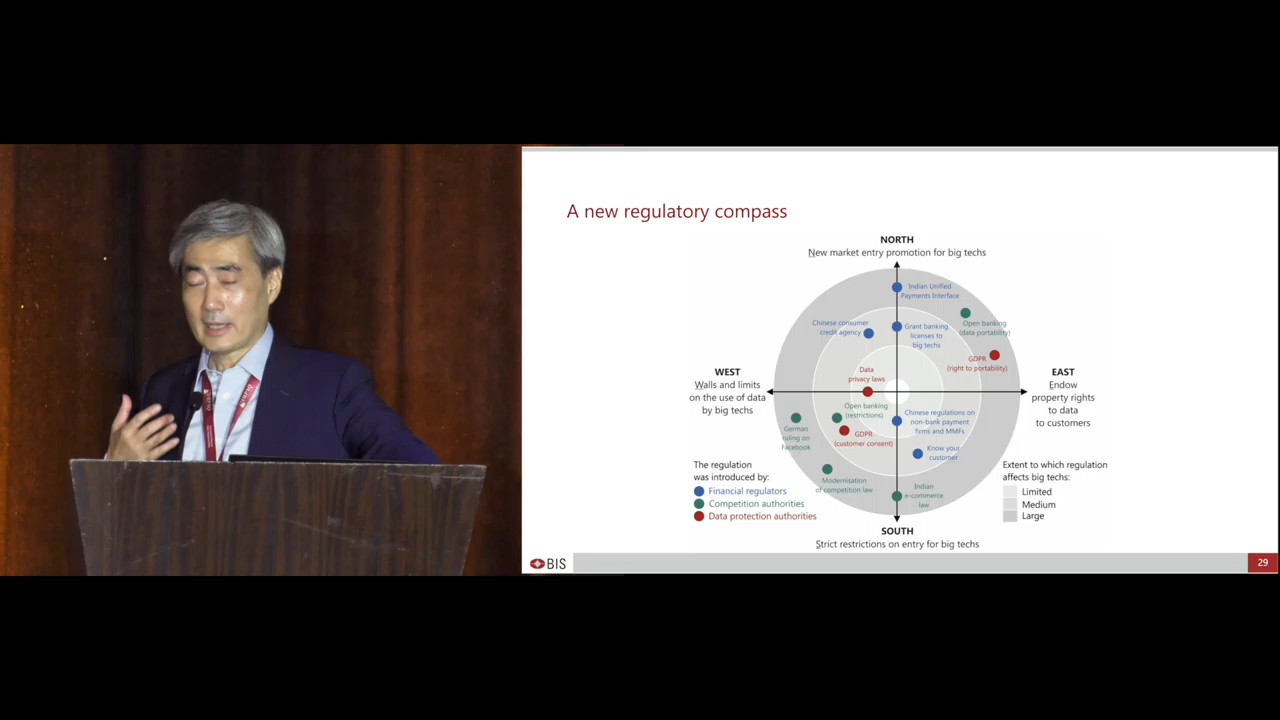 A new regulatory compass
NORTH
New market entry promotion for big techs
Indian Unified
Payments Interface
Open banking
(data portability)
Chinese consumer
credit agency
Grant banking
licenses to
big techs
GDPR
(right to portability)
Data
privacy laws
WEST
Walls and limits
on the use of data
by big techs
EAST
Endow
property rights
to data
to customers
Open banking
(restrictions)
Chinese regulations on
non-bank payment
firms and MMFs
German
ruling on
Facebook
GDPR
(customer consent)
Know your
customer
Modernisation
of competition law
Indian
e-commerce
law
The regulation
was introduced by:
Financial regulators
Competition authorities
Data protection authorities
Extent to which regulation
affects big techs:
Limited
Medium
Large
SOUTH
Strict restrictions on entry for big techs
BIS
29